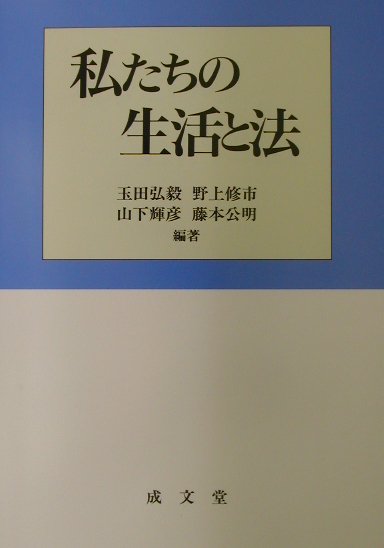 私たちの
生活と法
玉田弘毅 野上修市
山下輝彦 藤本公明
編著
成文堂